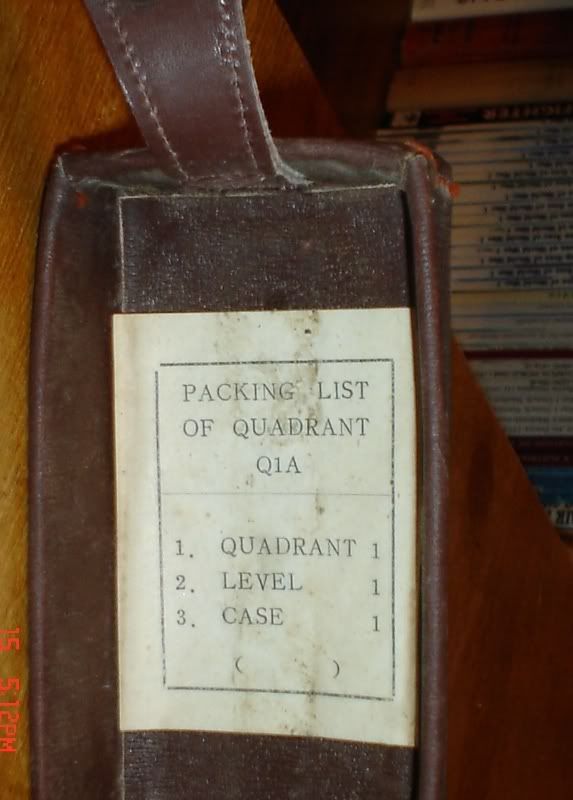 PACKING LIST
OF QUADRANT
Q1A
1. QUADRANT 1
2. LEVEL 1
3. CASE 1
( )
15 5:12PM